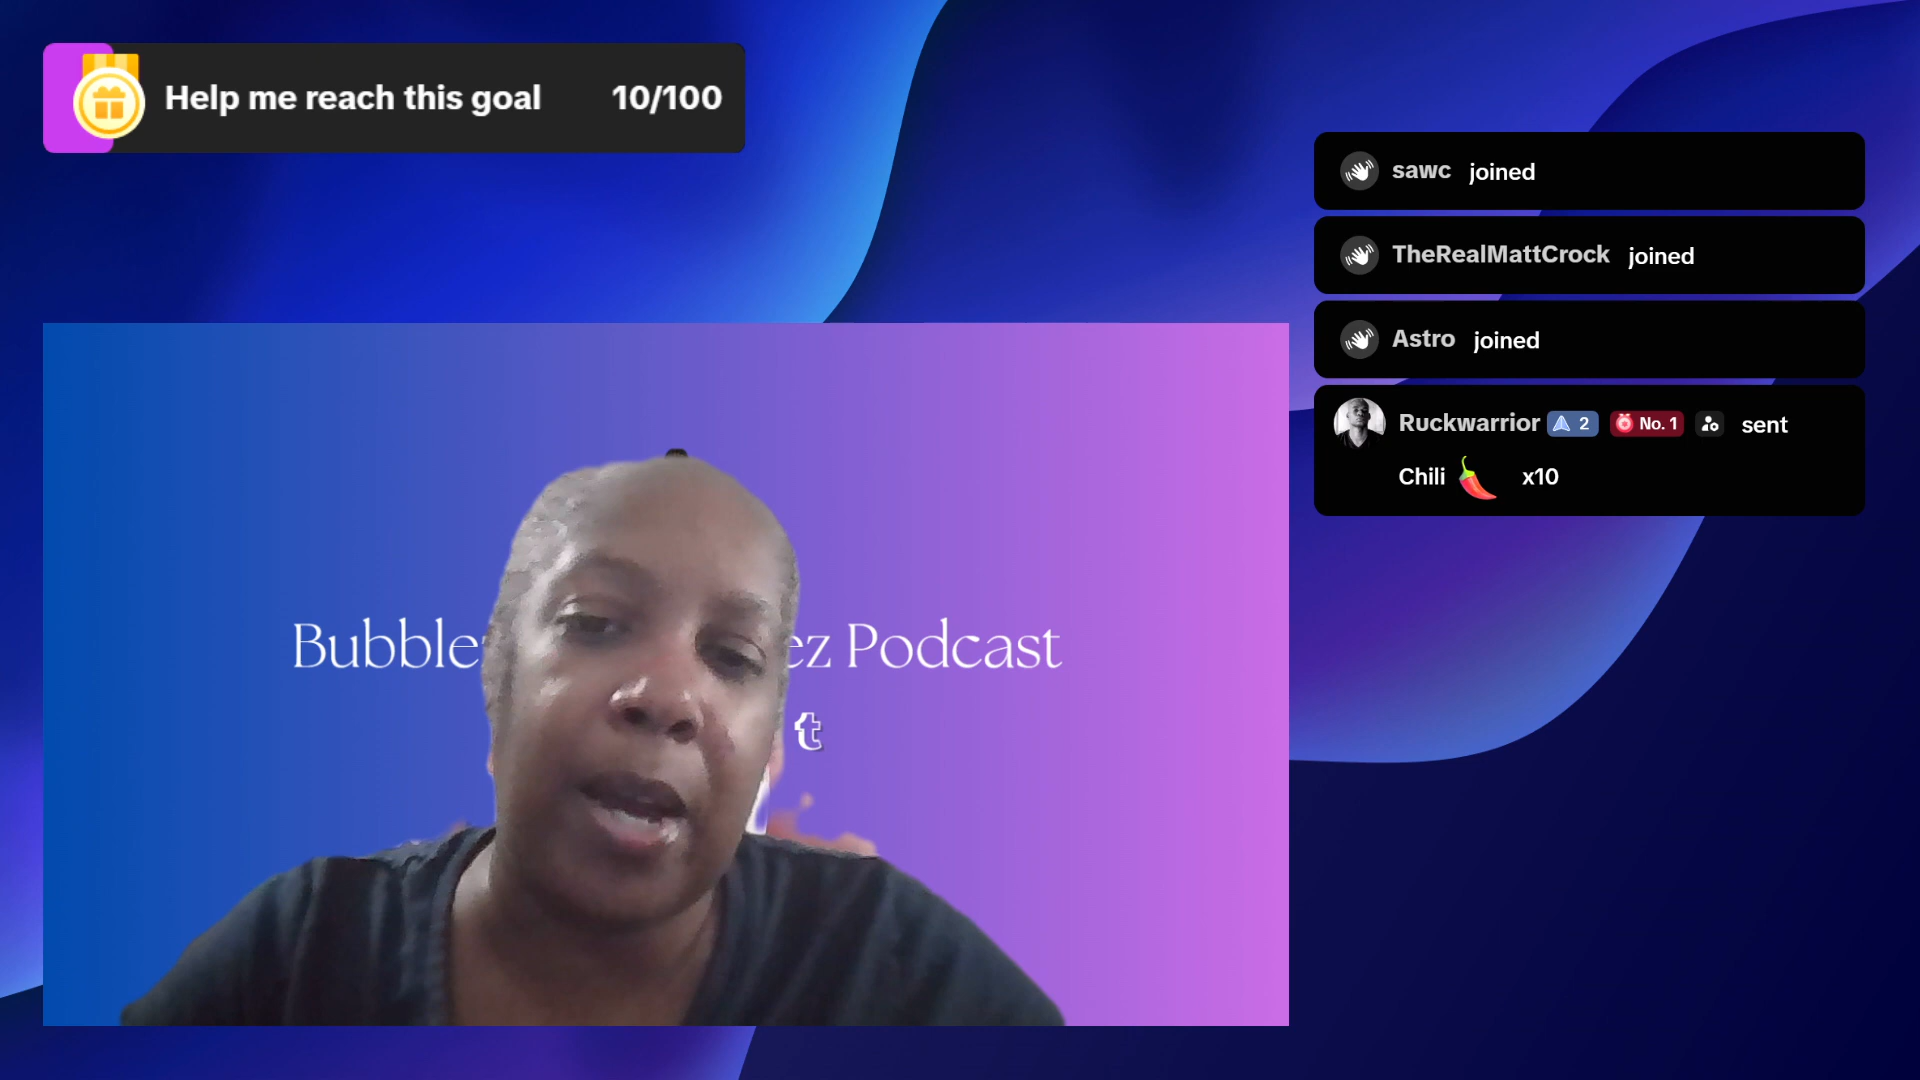 Help me reach this goal 10/100
sawc joined
TheRealMattCrock joined
Astro joined
Ruckwarrior 2 No. 1 sent
Chili x10
Podcast
t